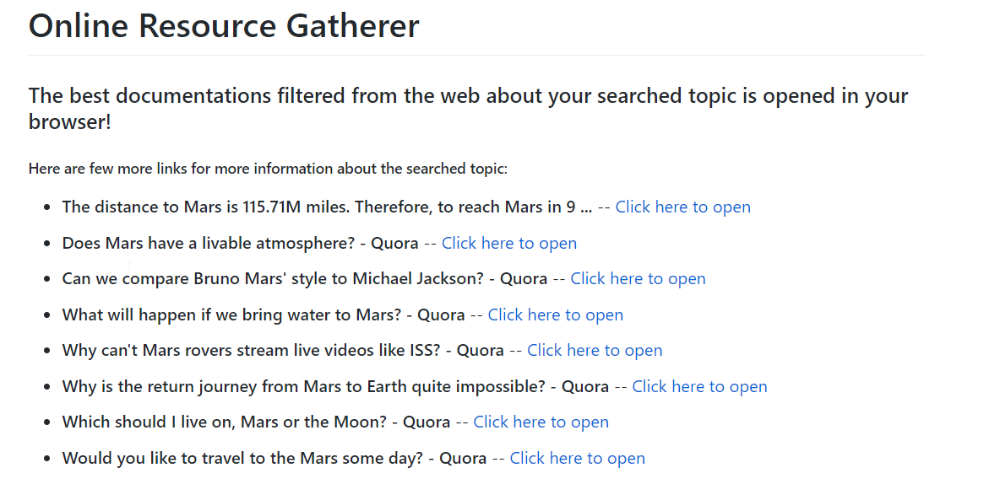 Online Resource Gatherer
The best documentations filtered from the web about your searched topic is opened in your
browser!
Here are few more links for more information about the searched topic:
• The distance to Mars is 115.71M miles. Therefore, to reach Mars in 9 ... -- Click here to open
• Does Mars have a livable atmosphere? - Quora -- Click here to open
• Can we compare Bruno Mars' style to Michael Jackson? - Quora -- Click here to open
• What will happen if we bring water to Mars? - Quora -- Click here to open
• Why can't Mars rovers stream live videos like ISS? - Quora -- Click here to open
• Why is the return journey from Mars to Earth quite impossible? - Quora -- Click here to open
• Which should I live on, Mars or the Moon? - Quora -- Click here to open
• Would you like to travel to the Mars some day? - Quora -- Click here to open